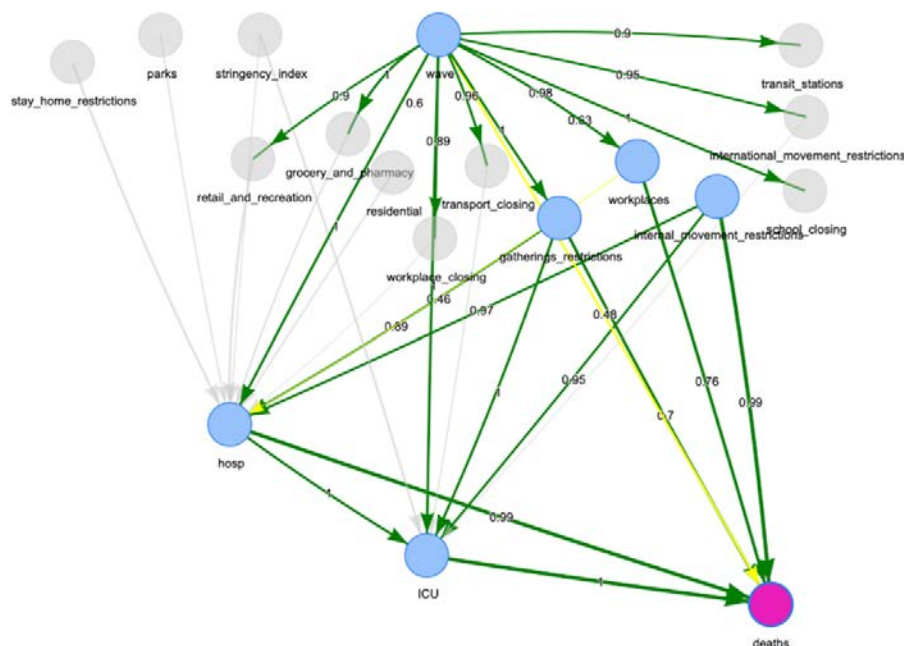 0.9
wave
transit_stations
parks
stringency_index
stay_home_restrictions
1
0.9
0.6
0.96
0.98
0.95
1
0.63
0.89
1
international_movement_restrictions
grocery_and_pharmacy
retail_and_recreation
residential
transport_closing
workplaces
school_closing
1
internal_movement_restrictions
gatherings_restrictions
workplace_closing
1
0.46
0.89
0.97
0.48
0.95
0.76
1
0.7
0.99
hosp
1
0.99
1
ICU
deaths